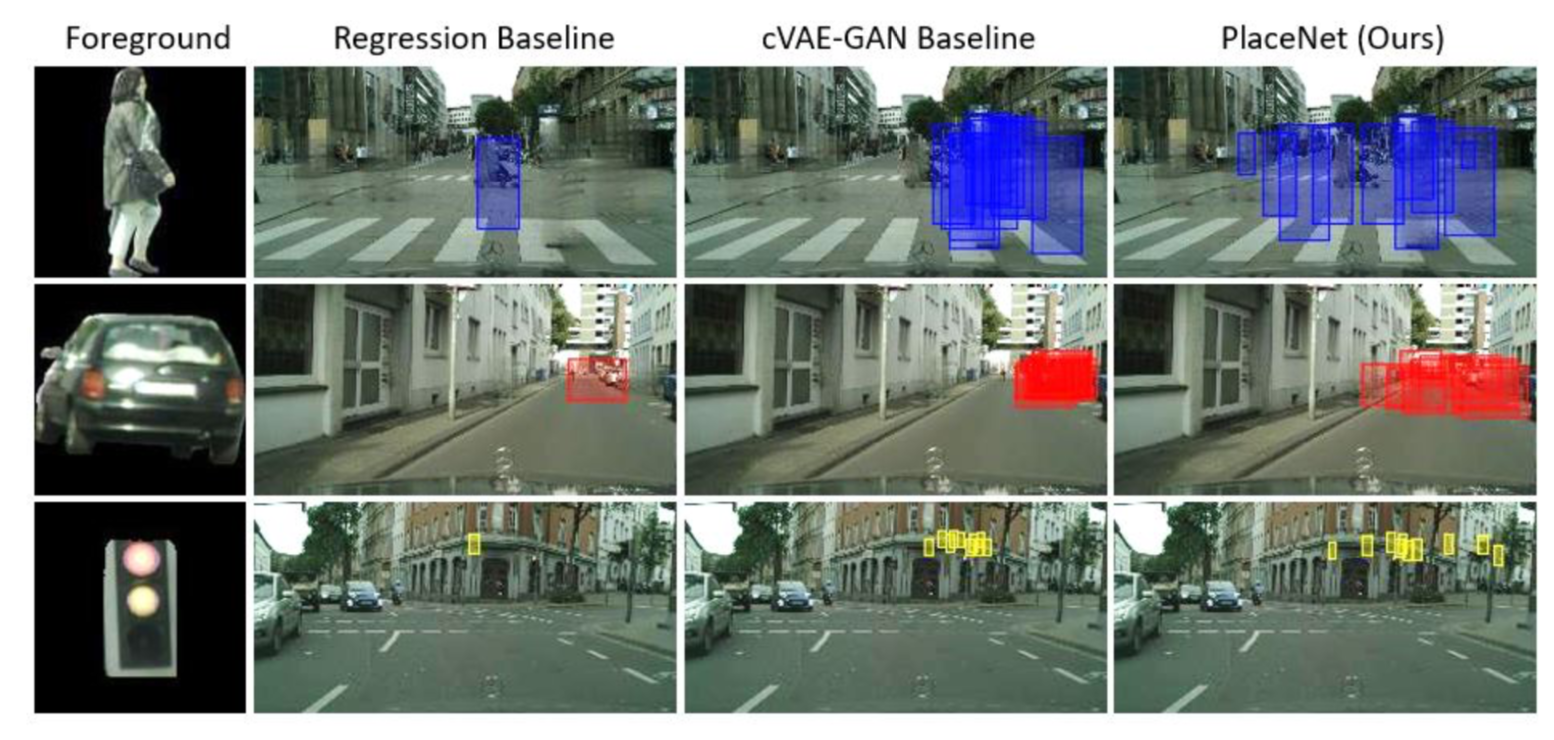 Foreground
Regression Baseline
cVAE-GAN Baseline
PlaceNet (Ours)